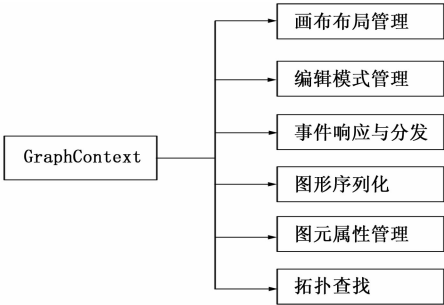 GraphContext
画布布局管理
编辑模式管理
事件响应与分发
图形序列化
图元属性管理
拓扑查找